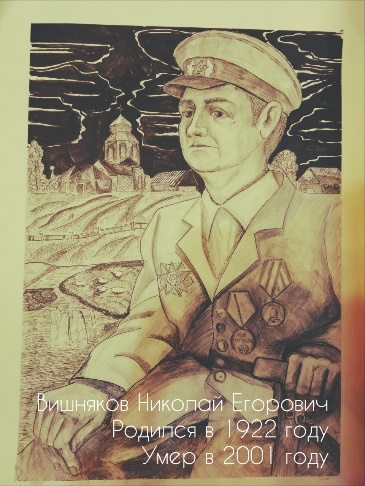 Вишняков Николай Егорович
Родился в 1922 году
Умер в 2001 году